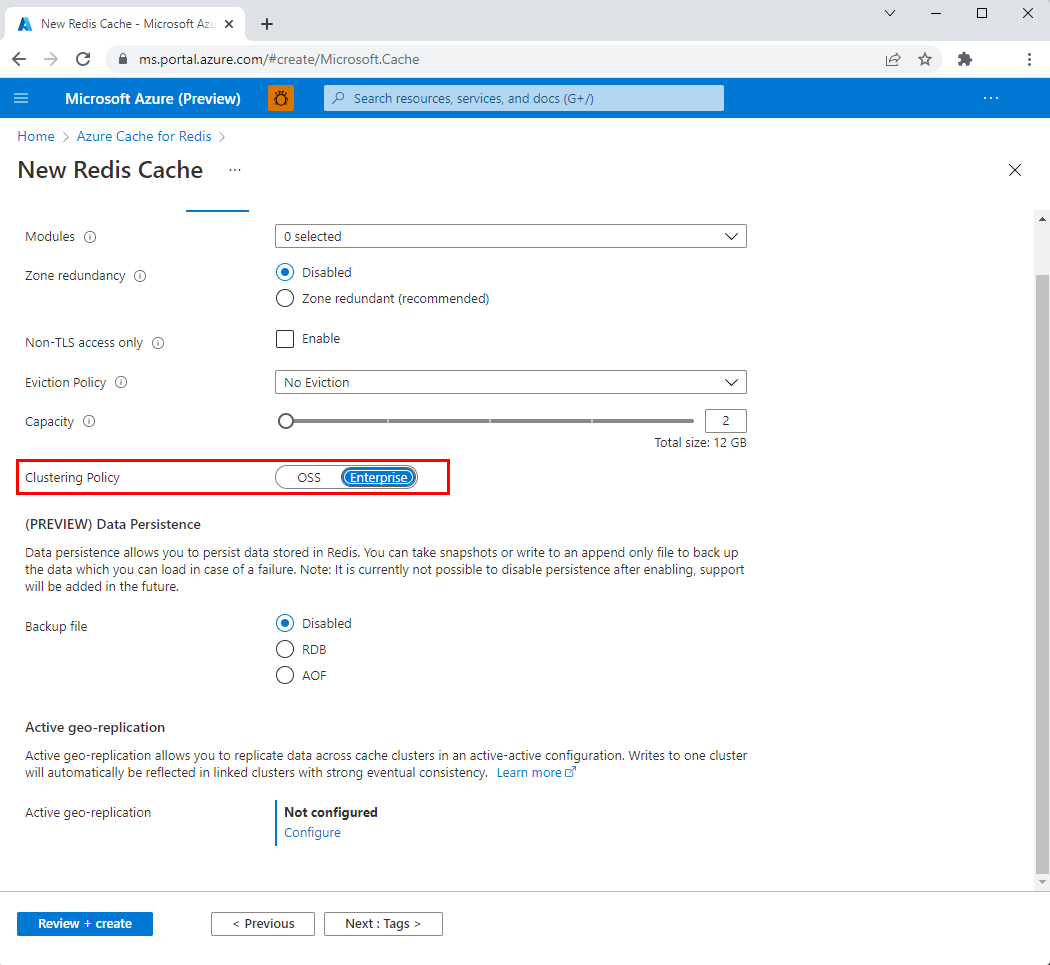 New Redis Cache - Microsoft Azu
ms.portal.azure.com/#create/Microsoft.Cache
Microsoft Azure (Preview)
Search resources, services, and docs (G+/)
Home > Azure Cache for Redis >
New Redis Cache ...
Modules
0 selected
Zone redundancy
Disabled
Zone redundant (recommended)
Non-TLS access only
Enable
Eviction Policy
No Eviction
Capacity
2
Total size: 12 GB
Clustering Policy
OSS Enterprise
(PREVIEW) Data Persistence
Data persistence allows you to persist data stored in Redis. You can take snapshots or write to an append only file to back up
the data which you can load in case of a failure. Note: It is currently not possible to disable persistence after enabling, support
will be added in the future.
Backup file
Disabled
RDB
AOF
Active geo-replication
Active geo-replication allows you to replicate data across cache clusters in an active-active configuration. Writes to one cluster
will automatically be reflected in linked clusters with strong eventual consistency. Learn more
Active geo-replication
Not configured
Configure
Review + create
< Previous
Next : Tags >